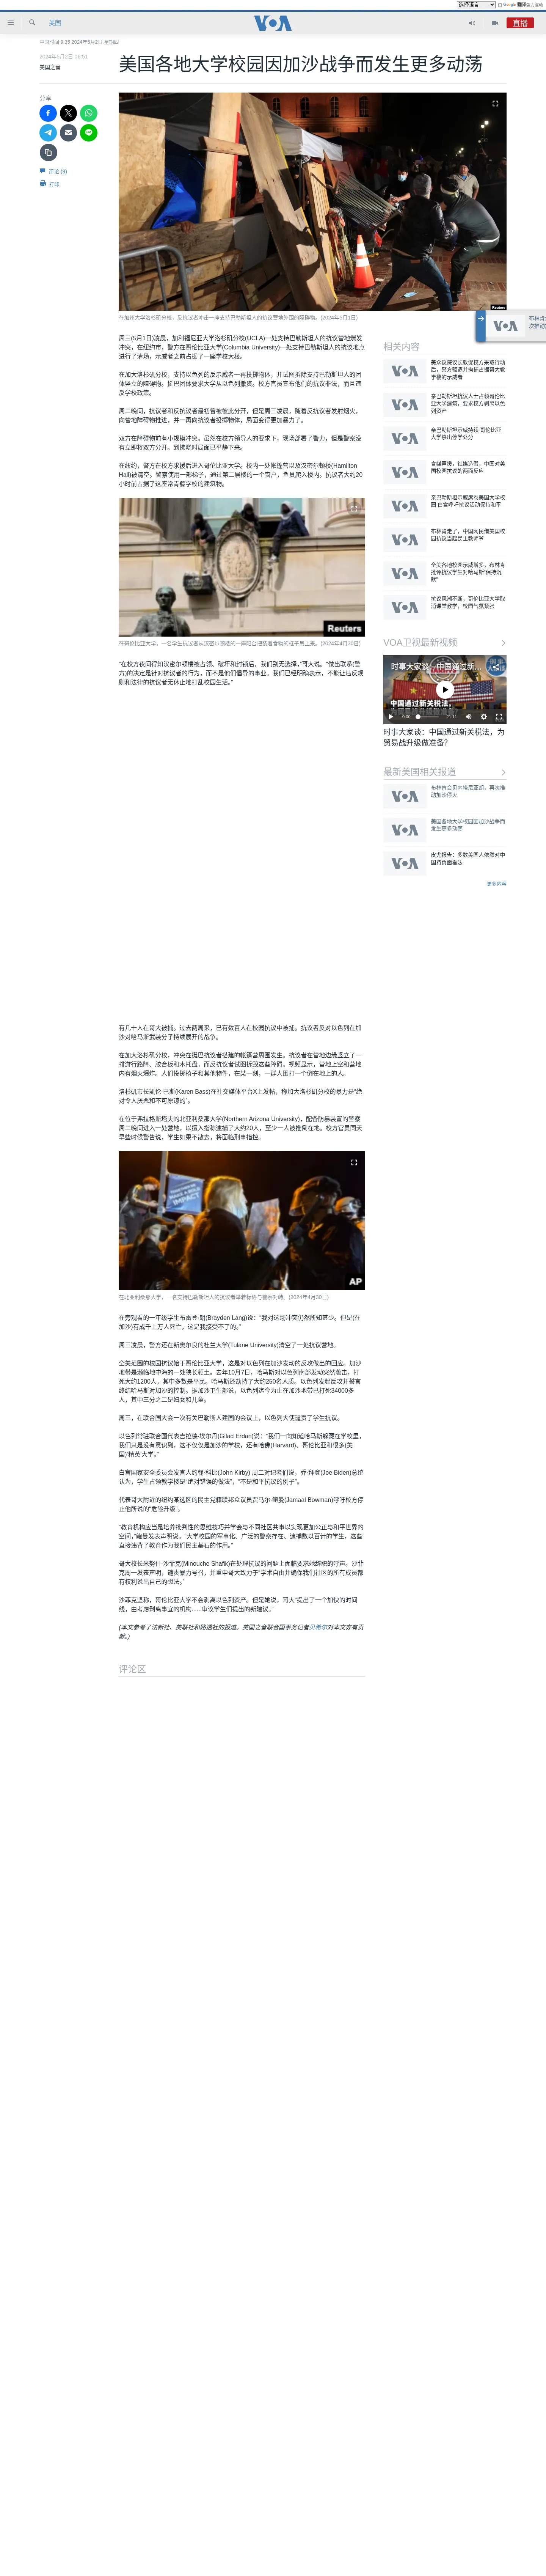 选择语言
由 Google 翻译强力驱动
美国
VOA
直播
中国时间 9:35 2024年5月2日 星期四
2024年5月2日 06:51
美国之音
美国各地大学校园因加沙战争而发生更多动荡
分享
评论 (9)
打印
Reuters
在加州大学洛杉矶分校，反抗议者冲击一座支持巴勒斯坦人的抗议营地外围的障碍物。(2024年5月1日)
周三(5月1日)凌晨，加利福尼亚大学洛杉矶分校(UCLA)一处支持巴勒斯坦人的抗议营地爆发
冲突，在纽约市，警方在哥伦比亚大学(Columbia University)一处支持巴勒斯坦人的抗议地点
进行了清场，示威者之前占据了一座学校大楼。
在加大洛杉矶分校，支持以色列的反示威者一再投掷物体，并试图拆除支持巴勒斯坦人的团
体竖立的障碍物。挺巴团体要求大学从以色列撤资。校方官员宣布他们的抗议非法，而且违
反学校政策。
周二晚间，抗议者和反抗议者最初曾被彼此分开，但是周三凌晨，随着反抗议者发射烟火，
向营地障碍物推进，并一再向抗议者投掷物体，局面变得更加暴力了。
双方在障碍物前有小规模冲突。虽然在校方领导人的要求下，现场部署了警力，但是警察没
有立即将双方分开。到拂晓时局面已平静下来。
在纽约，警方在校方求援后进入哥伦比亚大学。校内一处帐篷营以及汉密尔顿楼(Hamilton
Hall)被清空。警察使用一部梯子，通过第二层楼的一个窗户，鱼贯爬入楼内。抗议者大约20
小时前占据了这座常青藤学校的建筑物。
Reuters
在哥伦比亚大学，一名学生抗议者从汉密尔顿楼的一座阳台把装着食物的框子吊上来。(2024年4月30日)
“在校方夜间得知汉密尔顿楼被占领、破坏和封锁后，我们别无选择，”哥大说。“做出联系(警
方)的决定是针对抗议者的行为，而不是他们倡导的事业。我们已经明确表示，不能让违反规
则和法律的抗议者无休止地打乱校园生活。”
有几十人在哥大被捕。过去两周来，已有数百人在校园抗议中被捕。抗议者反对以色列在加
沙对哈马斯武装分子持续展开的战争。
在加大洛杉矶分校，冲突在挺巴抗议者搭建的帐篷营周围发生。抗议者在营地边缘竖立了一
排游行路障、胶合板和木托盘，而反抗议者试图拆毁这些障碍。视频显示，营地上空和营地
内有烟火爆炸。人们投掷椅子和其他物件，在某一刻，一群人围打一个倒在地上的人。
洛杉矶市长凯伦·巴斯(Karen Bass)在社交媒体平台X上发帖，称加大洛杉矶分校的暴力是“绝
对令人厌恶和不可原谅的”。
在位于弗拉格斯塔夫的北亚利桑那大学(Northern Arizona University)，配备防暴装置的警察
周二晚间进入一处营地，以擅入指称逮捕了大约20人，至少一人被推倒在地。校方官员同天
早些时候警告说，学生如果不散去，将面临刑事指控。
AP
在北亚利桑那大学，一名支持巴勒斯坦人的抗议者举着标语与警察对峙。(2024年4月30日)
在旁观看的一年级学生布雷登·朗(Brayden Lang)说：“我对这场冲突仍然所知甚少。但是(在
加沙)有成千上万人死亡，这是我接受不了的。”
周三凌晨，警方还在新奥尔良的杜兰大学(Tulane University)清空了一处抗议营地。
全美范围的校园抗议始于哥伦比亚大学，这是对以色列在加沙发动的反攻做出的回应。加沙
地带是濒临地中海的一处狭长领土。去年10月7日，哈马斯对以色列南部发动突然袭击，打
死大约1200人，其中多数是平民。哈马斯还劫持了大约250名人质。以色列发起反攻并誓言
终结哈马斯对加沙的控制。据加沙卫生部说，以色列迄今为止在加沙地带已打死34000多
人，其中三分之二是妇女和儿童。
周三，在联合国大会一次有关巴勒斯人建国的会议上，以色列大使谴责了学生抗议。
以色列常驻联合国代表吉拉德·埃尔丹(Gilad Erdan)说：“我们一向知道哈马斯躲藏在学校里，
我们只是没有意识到，这不仅仅是加沙的学校，还有哈佛(Harvard)、哥伦比亚和很多(美
国)‘精英’大学。”
白宫国家安全委员会发言人约翰·科比(John Kirby) 周二对记者们说，乔·拜登(Joe Biden)总统
认为，学生占领教学楼是“绝对错误的做法”，“不是和平抗议的例子”。
代表哥大附近的纽约某选区的民主党籍联邦众议员贾马尔·鲍曼(Jamaal Bowman)呼吁校方停
止他所说的“危险升级”。
“教育机构应当是培养批判性的思维技巧并学会与不同社区共事以实现更加公正与和平世界的
空间，”鲍曼发表声明说。“大学校园的军事化、广泛的警察存在、逮捕数以百计的学生，这些
直接违背了教育作为我们民主基石的作用。”
哥大校长米努什·沙菲克(Minouche Shafik)在处理抗议的问题上面临要求她辞职的呼声。沙菲
克周一发表声明，谴责暴力号召，并重申哥大致力于“学术自由并确保我们社区的所有成员都
有权利说出自己的想法。”
沙菲克坚称，哥伦比亚大学不会剥离以色列资产。但是她说，哥大“提出了一个加快的时间
线，由考虑剥离事宜的机构……审议学生们提出的新建议。”
(本文参考了法新社、美联社和路透社的报道。美国之音联合国事务记者贝希尔对本文亦有贡
献。)
评论区
相关内容
美众议院议长敦促校方采取行动
后，警方驱逐并拘捕占据哥大教
学楼的示威者
亲巴勒斯坦抗议人士占领哥伦比
亚大学建筑，要求校方剥离以色
列资产
亲巴勒斯坦示威持续 哥伦比亚
大学祭出停学处分
官媒声援，社媒造假，中国对美
国校园抗议的两面反应
亲巴勒斯坦示威席卷美国大学校
园 白宫呼吁抗议活动保持和平
布林肯走了，中国网民借美国校
园抗议当起民主教师爷
全美各地校园示威增多，布林肯
批评抗议学生对哈马斯“保持沉
默”
抗议风潮不断，哥伦比亚大学取
消课堂教学，校园气氛紧张
VOA卫视最新视频
时事大家谈：中国通过新...
中国通过新关税法，
0:00
21:11
时事大家谈：中国通过新关税法，为
贸易战升级做准备?
最新美国相关报道
布林肯会见内塔尼亚胡，再次推
动加沙停火
美国各地大学校园因加沙战争而
发生更多动荡
皮尤报告：多数美国人依然对中
国持负面看法
更多内容